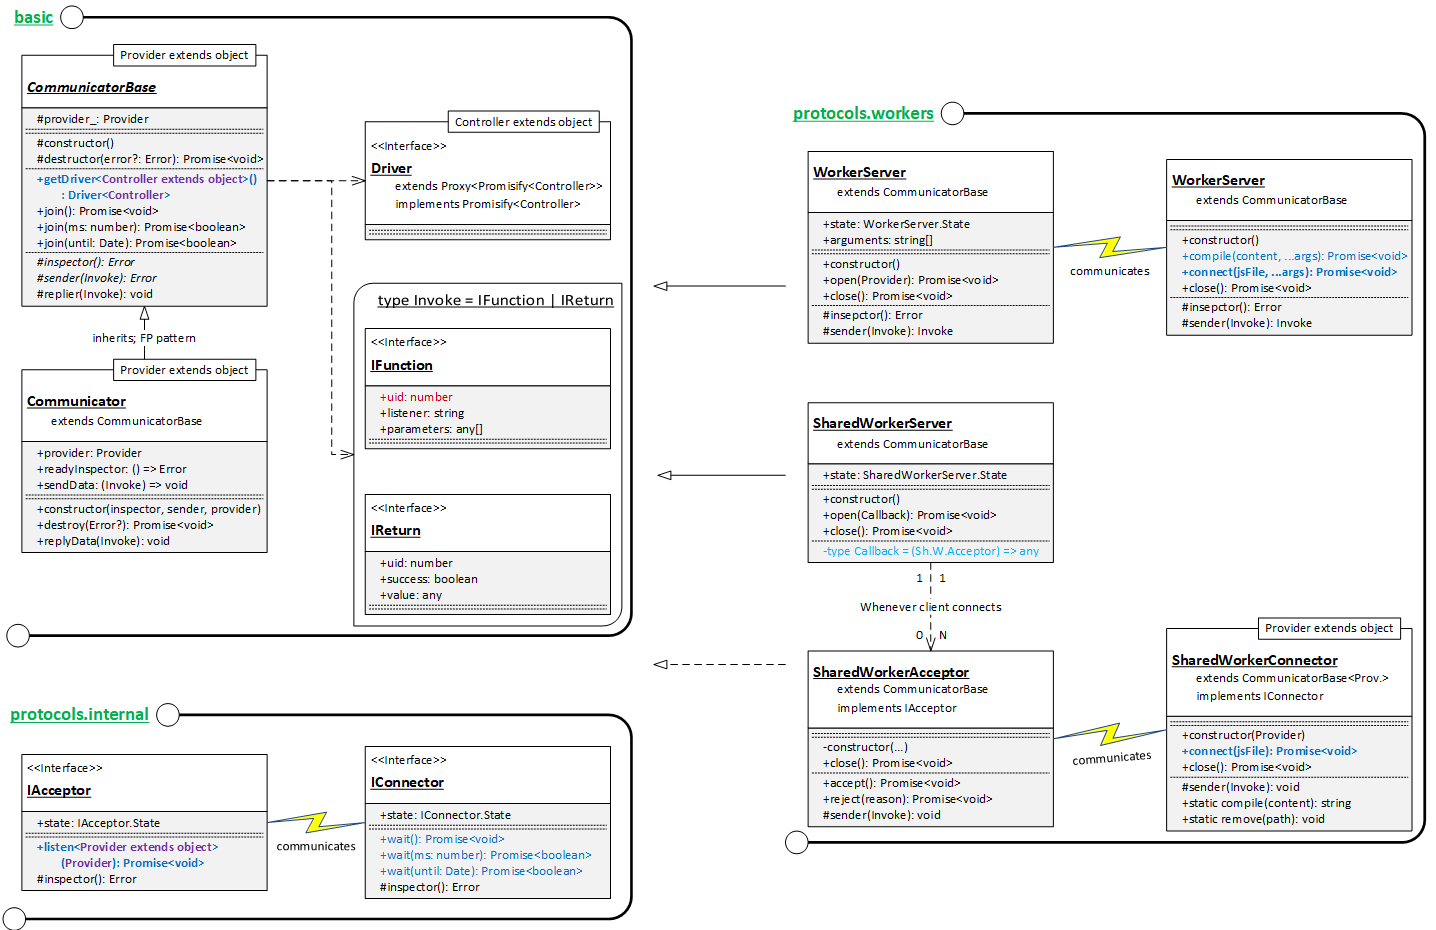 basic
Provider extends object
CommunicatorBase
#provider_: Provider
#constructor()
#destructor(error?: Error): Promise<void>
+getDriver<Controller extends object>()
: Driver<Controller>
+join(): Promise<void>
+join(ms: number): Promise<boolean>
+join(until: Date): Promise<boolean>
#inspector(): Error
#sender(Invoke): Error
#replier(Invoke): void
inherits; FP pattern
Provider extends object
Communicator
extends CommunicatorBase
+provider: Provider
+readyInspector: () => Error
+sendData: (Invoke) => void
+constructor(inspector, sender, provider)
+destroy(Error?): Promise<void>
+replyData(Invoke): void
Controller extends object
<<Interface>>
Driver
extends Proxy<Promisify<Controller>>
implements Promisify<Controller>
type Invoke = IFunction | IReturn
<<Interface>>
IFunction
+uid: number
+listener: string
+parameters: any[]
<<Interface>>
IReturn
+uid: number
+success: boolean
+value: any
protocols.internal
<<Interface>>
IAcceptor
+state: IAcceptor.State
+listen<Provider extends object>
(Provider): Promise<void>
#inspector(): Error
communicates
<<Interface>>
IConnector
+state: IConnector.State
+wait(): Promise<void>
+wait(ms: number): Promise<boolean>
+wait(until: Date): Promise<boolean>
#inspector(): Error
protocols.workers
WorkerServer
extends CommunicatorBase
+state: WorkerServer.State
+arguments: string[]
+constructor()
+open(Provider): Promise<void>
+close(): Promise<void>
#insepctor(): Error
#sender(Invoke): Invoke
communicates
WorkerServer
extends CommunicatorBase
+constructor()
+compile(content, ...args): Promise<void>
+connect(jsFile, ...args): Promise<void>
+close(): Promise<void>
#insepctor(): Error
#sender(Invoke): Invoke
SharedWorkerServer
extends CommunicatorBase
+state: SharedWorkerServer.State
+constructor()
+open(Callback): Promise<void>
+close(): Promise<void>
-type Callback = (Sh.W.Acceptor) => any
1 1
Whenever client connects
0 N
SharedWorkerAcceptor
extends CommunicatorBase
implements IAcceptor
-constructor(...)
+close(): Promise<void>
+accept(): Promise<void>
+reject(reason): Promise<void>
#sender(Invoke): void
communicates
Provider extends object
SharedWorkerConnector
extends CommunicatorBase<Prov.>
implements IConnector
+constructor(Provider)
+connect(jsFile): Promise<void>
+close(): Promise<void>
#sender(Invoke): void
+static compile(content): string
+static remove(path): void